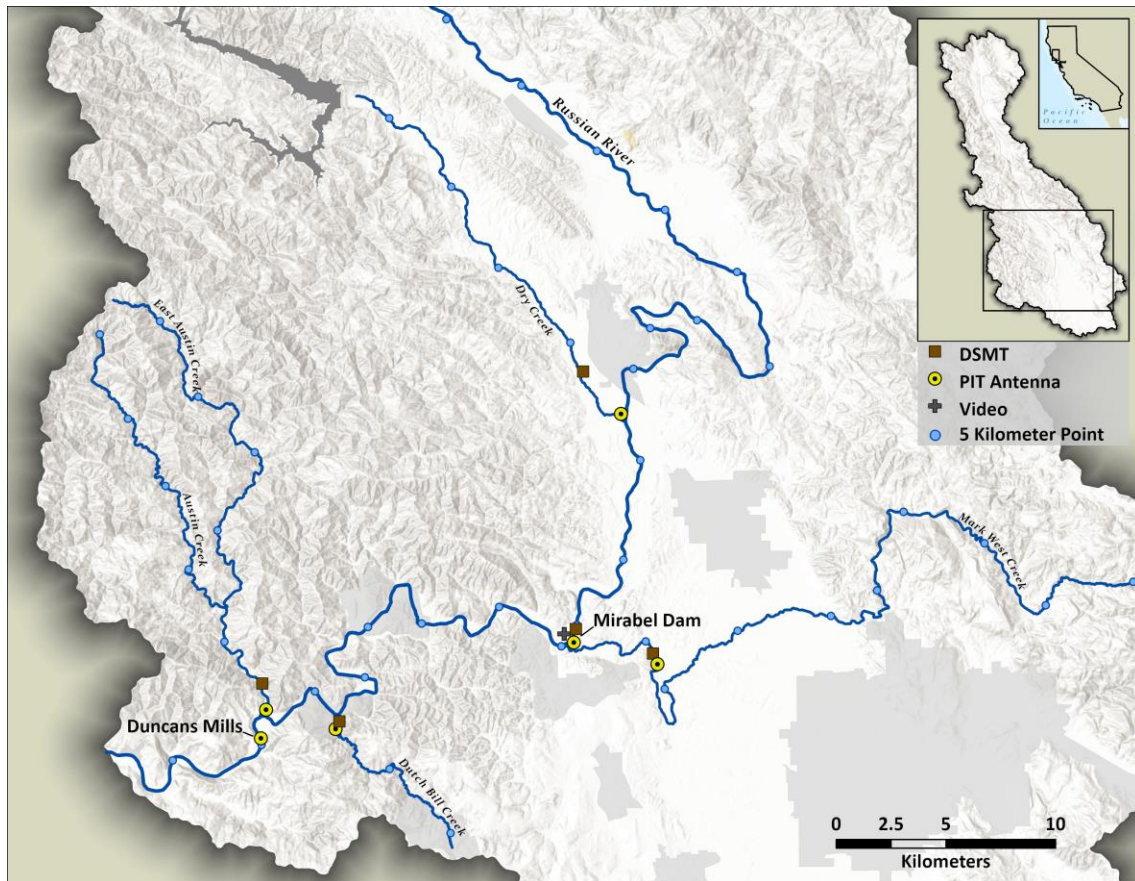 Pacific
Ocean
Russian River
Dry Creek
East Austin Creek
Austin Creek
Mark West Creek
Dutch Bill Creek
Mirabel Dam
Duncans Mills
DSMT
PIT Antenna
Video
5 Kilometer Point
0 2.5 5 10
Kilometers